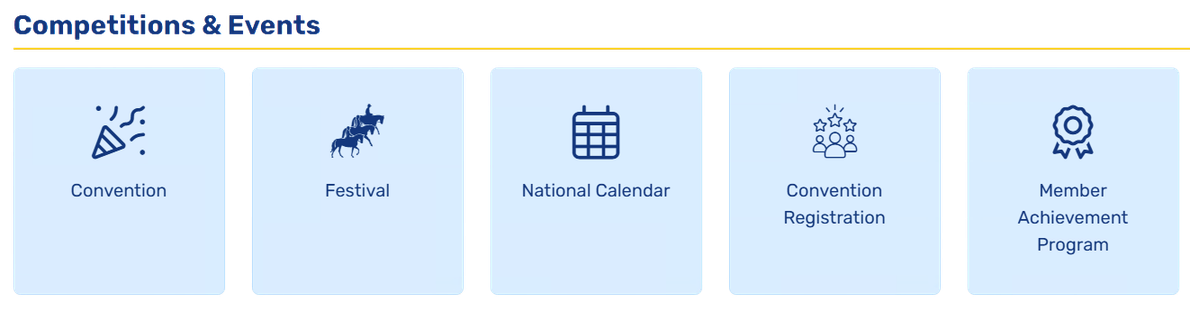 Competitions & Events
Convention
Festival
National Calendar
Convention
Registration
Member
Achievement
Program